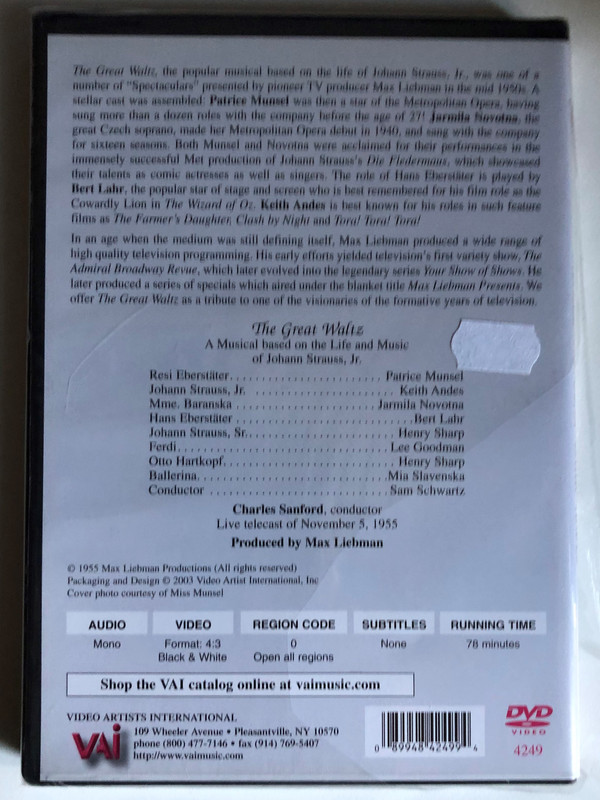 The Great Waltz, the popular musical based on the life of Johann Strauss, Jr., was one of a
number of "Spectaculars" presented by pioneer TV producer Max Liebman in the mid 1950s. A
stellar cast was assembled: Patrice Munsel was then a star of the Metropolitan Opera, having
sung more than a dozen roles with the company before the age of 27! Jarmila Novotna, the
great Czech soprano, made her Metropolitan Opera debut in 1940, and sang with the company
for sixteen seasons. Both Munsel and Novotna were acclaimed for their performances in the
immensely successful Met production of Johann Strauss's Die Fledermaus, which showcased
their talents as comic actresses as well as singers. The role of Hans Eberstäter is played by
Bert Lahr, the popular star of stage and screen who is best remembered for his film role as the
Cowardly Lion in The Wizard of Oz. Keith Andes is best known for his roles in such feature
films as The Farmer's Daughter, Clash by Night and Tora! Tora! Tora!
In an age when the medium was still defining itself, Max Liebman produced a wide range of
high quality television programming. His early efforts yielded television's first variety show, The
Admiral Broadway Revue, which later evolved into the legendary series Your Show of Shows. He
later produced a series of specials which aired under the blanket title Max Liebman Presents. We
offer The Great Waltz as a tribute to one of the visionaries of the formative years of television.
The Great Waltz
A Musical based on the Life and Music
of Johann Strauss, Jr.
Resi Eberstäter. . . . . . . . . . . . . . . . . . . . . . . Patrice Munsel
Johann Strauss, Jr. . . . . . . . . . . . . . . . . . . . . . . Keith Andes
Mme. Baranska . . . . . . . . . . . . . . . . . . . . . Jarmila Novotna
Hans Eberstäter . . . . . . . . . . . . . . . . . . . . . . . . .Bert Lahr
Johann Strauss, Sr.. . . . . . . . . . . . . . . . . . . . . . Henry Sharp
Ferdi. . . . . . . . . . . . . . . . . . . . . . . . . . . . . . . Lee Goodman
Otto Hartkopf. . . . . . . . . . . . . . . . . . . . . . . . . Henry Sharp
Ballerina. . . . . . . . . . . . . . . . . . . . . . . . . . . Mia Slavenska
Conductor . . . . . . . . . . . . . . . . . . . . . . . . . Sam Schwartz
Charles Sanford, conductor
Live telecast of November 5, 1955
Produced by Max Liebman
© 1955 Max Liebman Productions (All rights reserved)
Packaging and Design © 2003 Video Artist International, Inc
Cover photo courtesy of Miss Munsel
AUDIO VIDEO REGION CODE SUBTITLES RUNNING TIME
Mono Format: 4:3 0 None 78 minutes
Black & White Open all regions
Shop the VAI catalog online at vaimusic.com
VIDEO ARTISTS INTERNATIONAL
VAI
109 Wheeler Avenue • Pleasantville, NY 10570
phone (800) 477-7146 • fax (914) 769-5407
http://www.vaimusic.com
0 89948 42499 4
DVD
VIDEO
4249